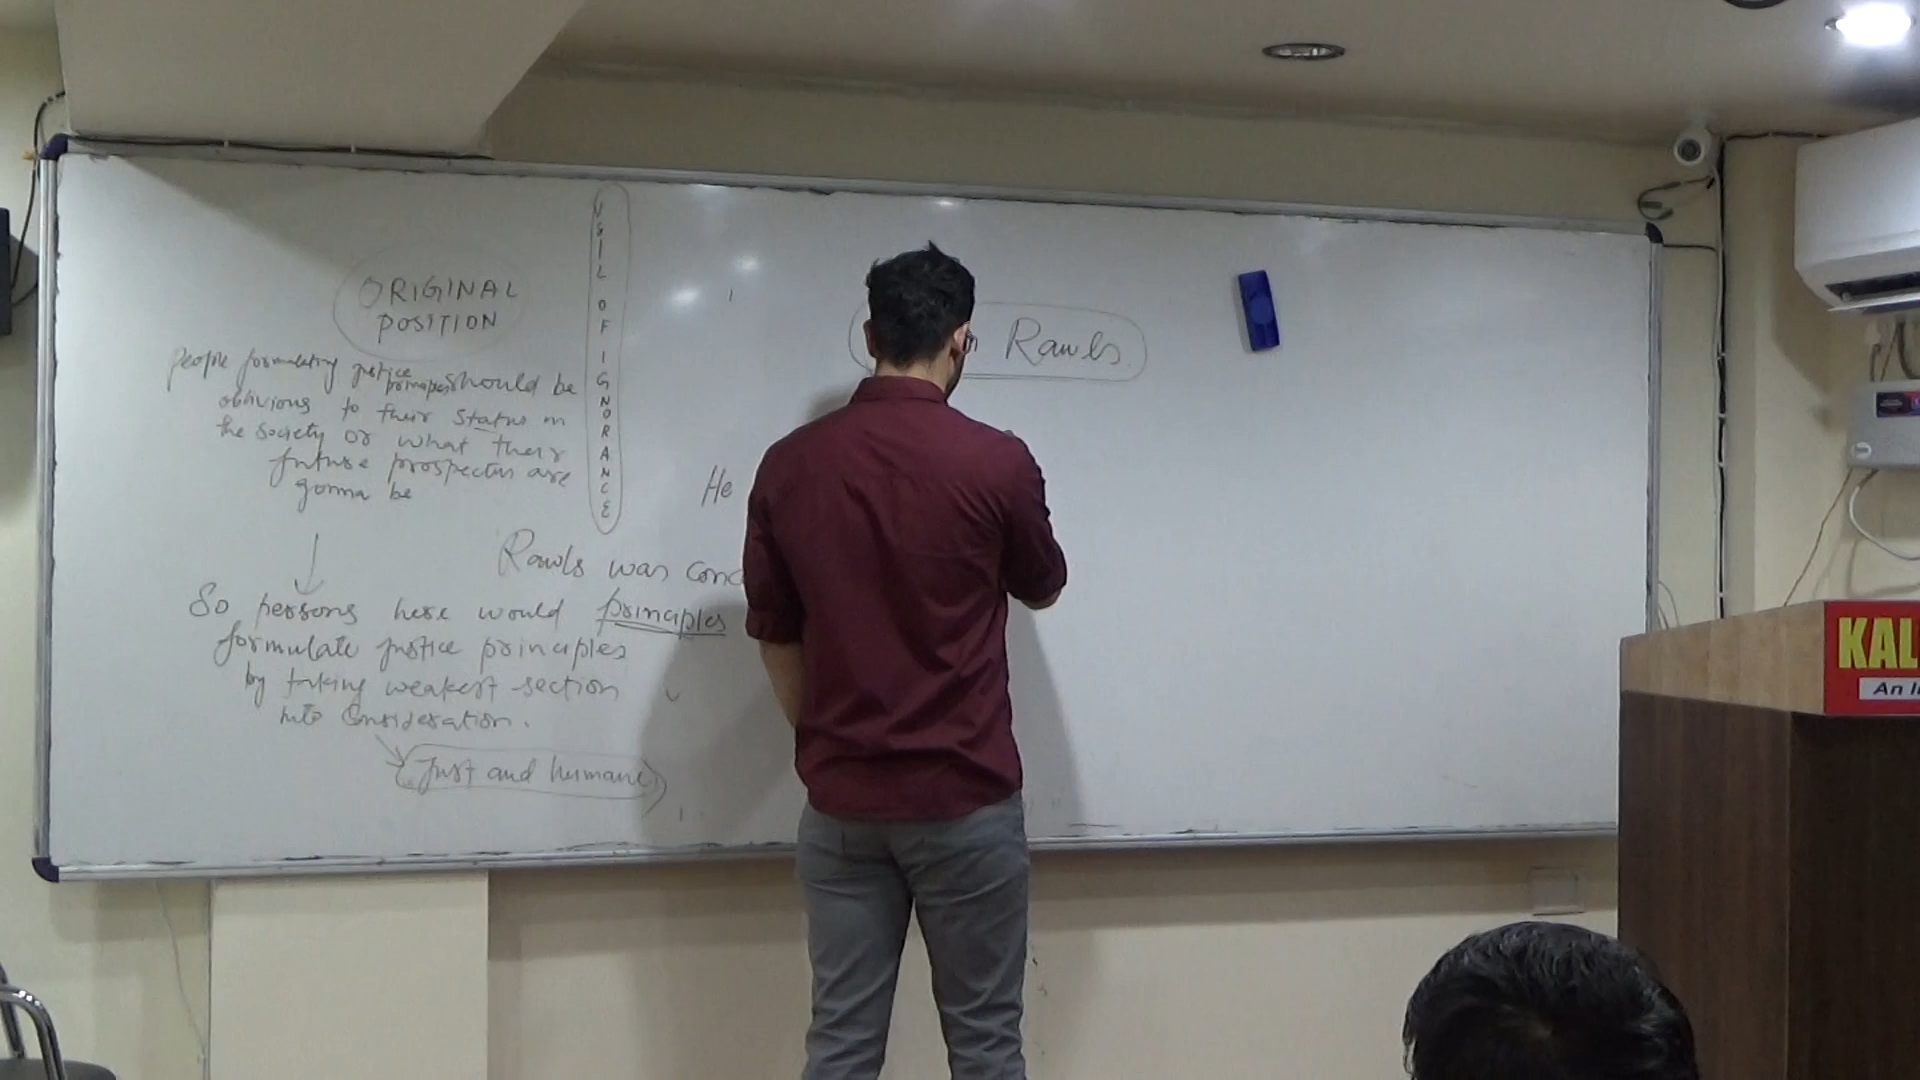 ORIGINAL
POSITION
People formulating justice
principles should be
oblivious to their status in
the society or what their
future prospects are
gonna be
So persons here would
formulate justice principles
by taking weakest section
into consideration.
Just and humane
VEIL OF IGNORANCE
Rawls
He
Rawls was conc
principles
KAL
An I